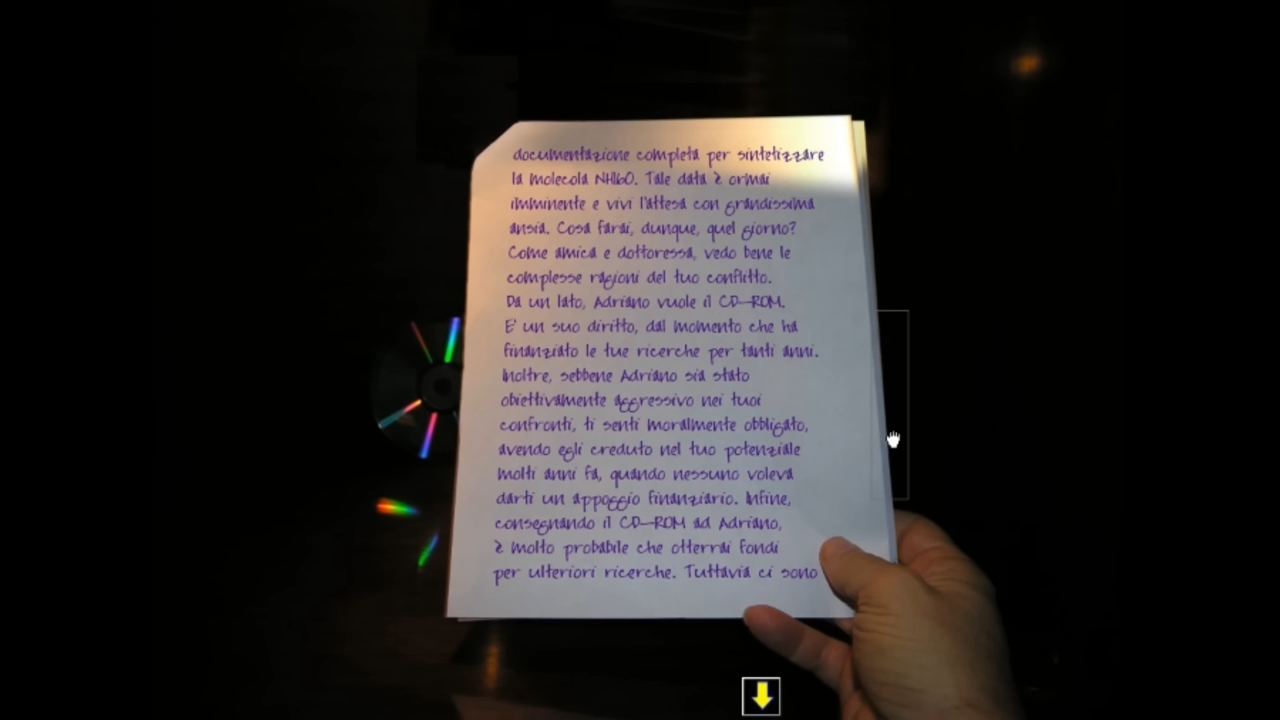 documentazione completa per sintetizzare
la molecola NH160. Tale data è ormai
imminente e vivi l'attesa con grandissima
ansia. Cosa farai, dunque, quel giorno?
Come amica e dottoressa, vedo bene le
complesse ragioni del tuo conflitto.
Da un lato, Adriano vuole il CD-ROM.
E' un suo diritto, dal momento che ha
finanziato le tue ricerche per tanti anni.
Inoltre, sebbene Adriano sia stato
obiettivamente aggressivo nei tuoi
confronti, ti senti moralmente obbligato,
avendo egli creduto nel tuo potenziale
molti anni fa, quando nessuno voleva
darti un appoggio finanziario. Infine,
consegnando il CD-ROM ad Adriano,
è molto probabile che otterrai fondi
per ulteriori ricerche. Tuttavia ci sono